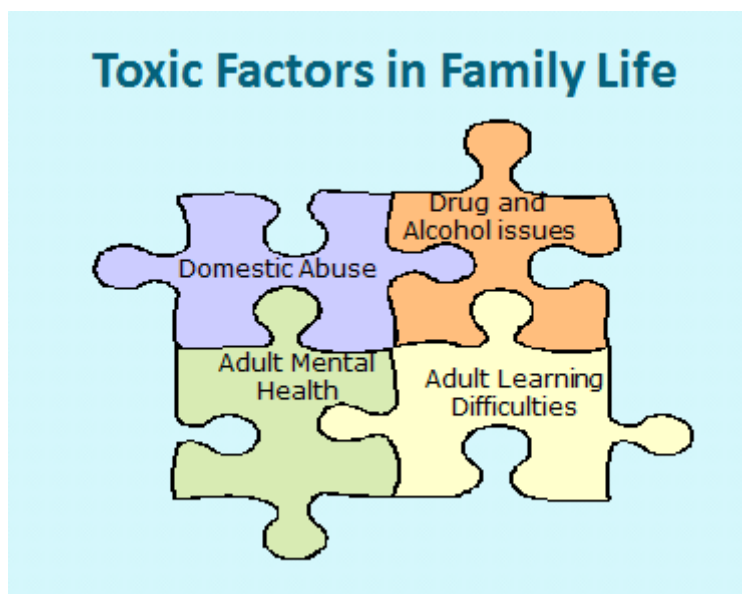 Toxic Factors in Family Life
Drug and
Alcohol issues
Domestic Abuse
Adult Mental
Health
Adult Learning
Difficulties